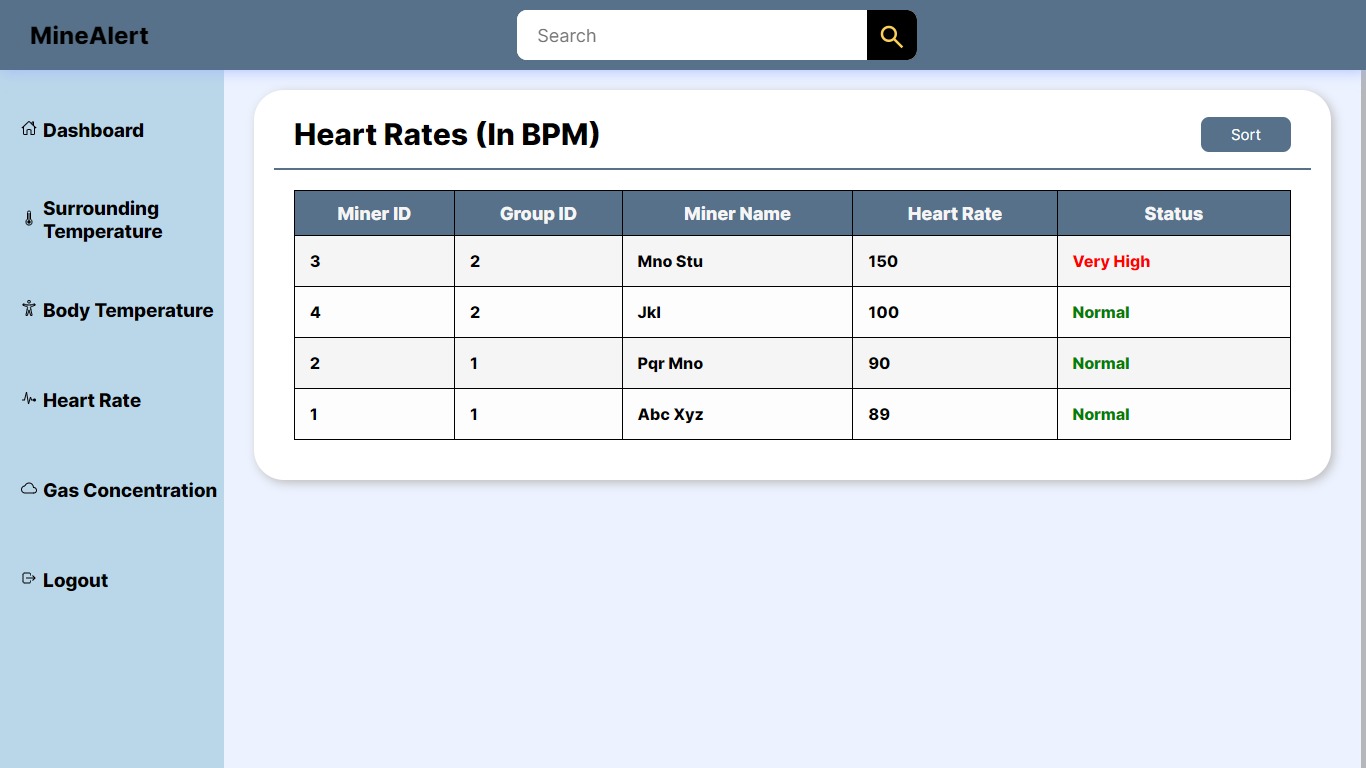 MineAlert
Search
Dashboard
Surrounding
Temperature
Body Temperature
Heart Rate
Gas Concentration
Logout
Heart Rates (In BPM)
Sort
Miner ID Group ID Miner Name Heart Rate Status
3 2 Mno Stu 150 Very High
4 2 Jkl 100 Normal
2 1 Pqr Mno 90 Normal
1 1 Abc Xyz 89 Normal